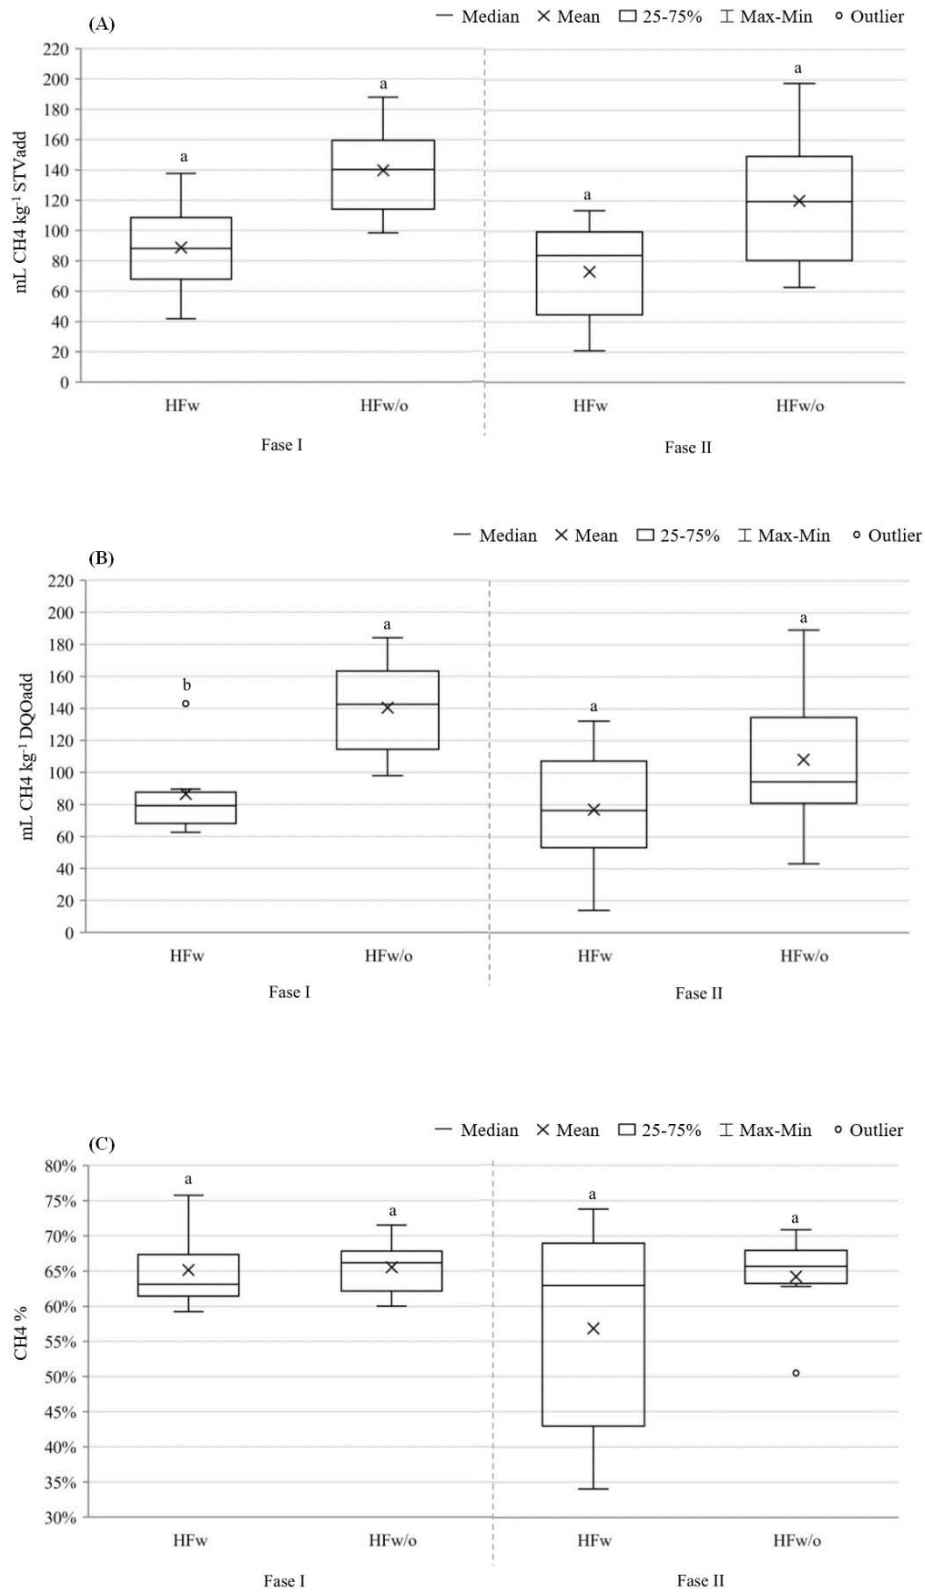 (A)
Median Mean 25-75% Max-Min Outlier
220
200
180
160
140
120
100
80
60
40
20
0
mL CH4 kg⁻¹ STVadd
a
a
a
a
HFw HFw/o HFw HFw/o
Fase I Fase II
(B)
Median Mean 25-75% Max-Min Outlier
220
200
180
160
140
120
100
80
60
40
20
0
mL CH4 kg⁻¹ DQOadd
b
a
a
a
HFw HFw/o HFw HFw/o
Fase I Fase II
(C)
Median Mean 25-75% Max-Min Outlier
80%
75%
70%
65%
60%
55%
50%
45%
40%
35%
30%
CH4 %
a
a
a
a
HFw HFw/o HFw HFw/o
Fase I Fase II